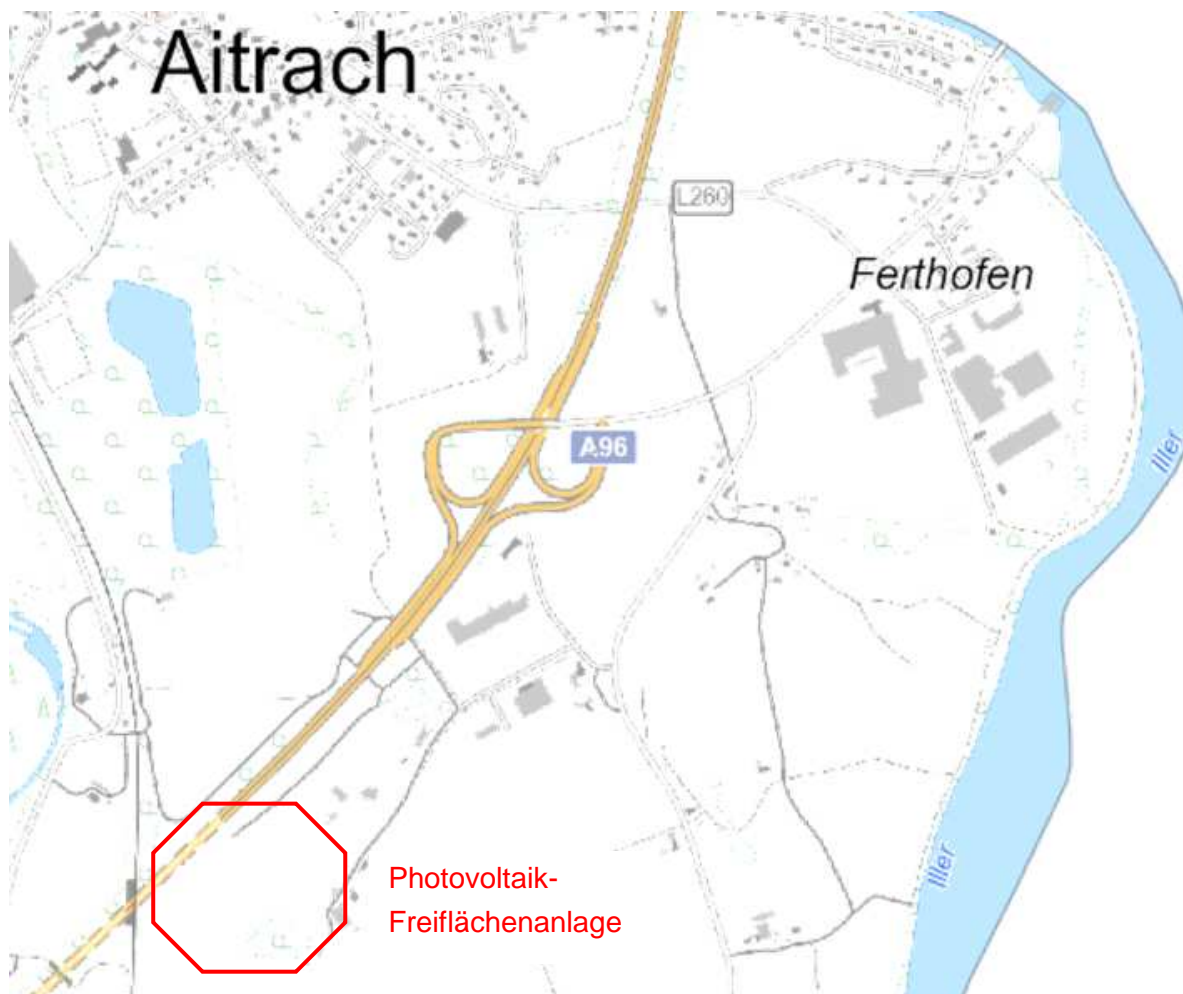 Aitrach
L260
Ferthofen
A96
Iller
Iller
Photovoltaik-
Freiflächenanlage